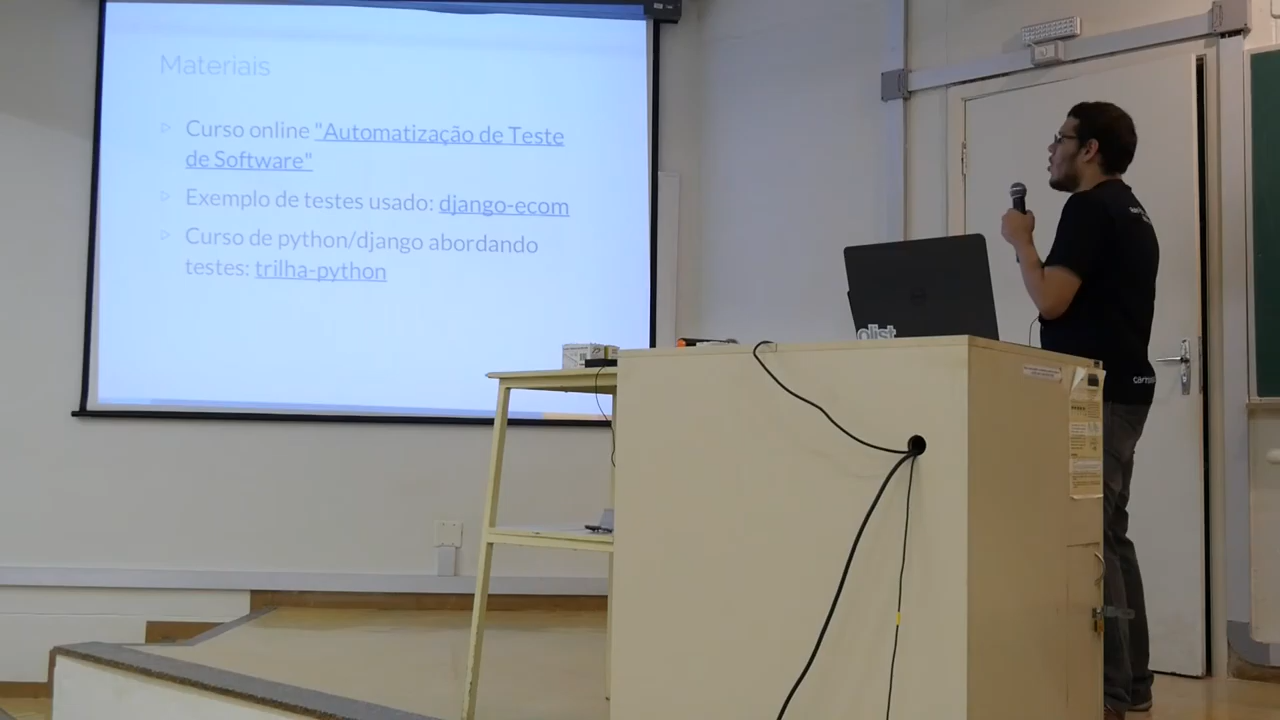 Materiais
Curso online "Automatização de Teste
de Software"
Exemplo de testes usado: django-ecom
Curso de python/django abordando
testes: trilha-python
olist